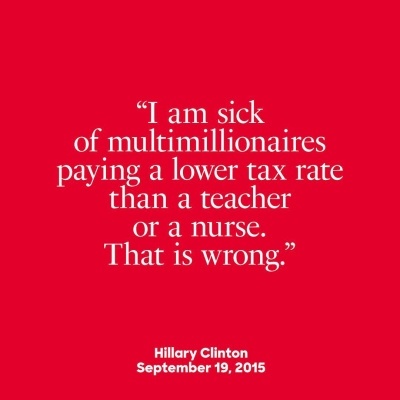 “I am sick
of multimillionaires
paying a lower tax rate
than a teacher
or a nurse.
That is wrong.”
Hillary Clinton
September 19, 2015